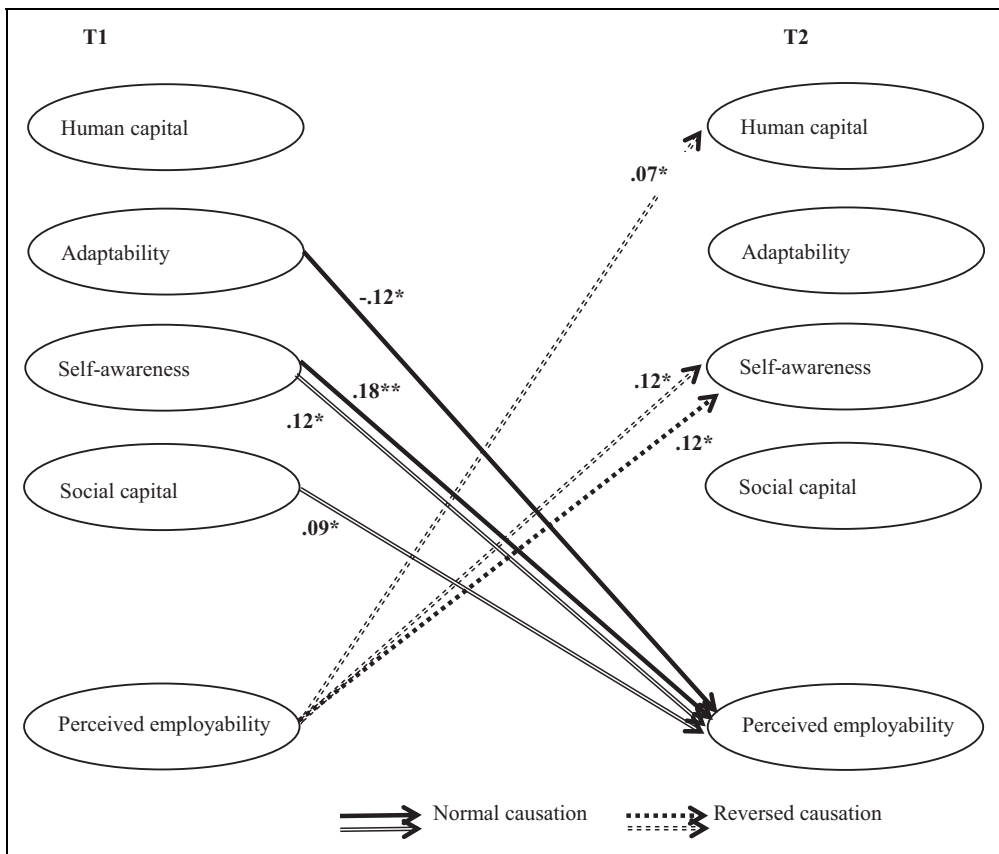 T1 T2
Human capital Human capital
.07*
Adaptability Adaptability
-.12*
Self-awareness Self-awareness
.18** .12*
.12*
.12*
Social capital Social capital
.09*
Perceived employability Perceived employability
Normal causation Reversed causation